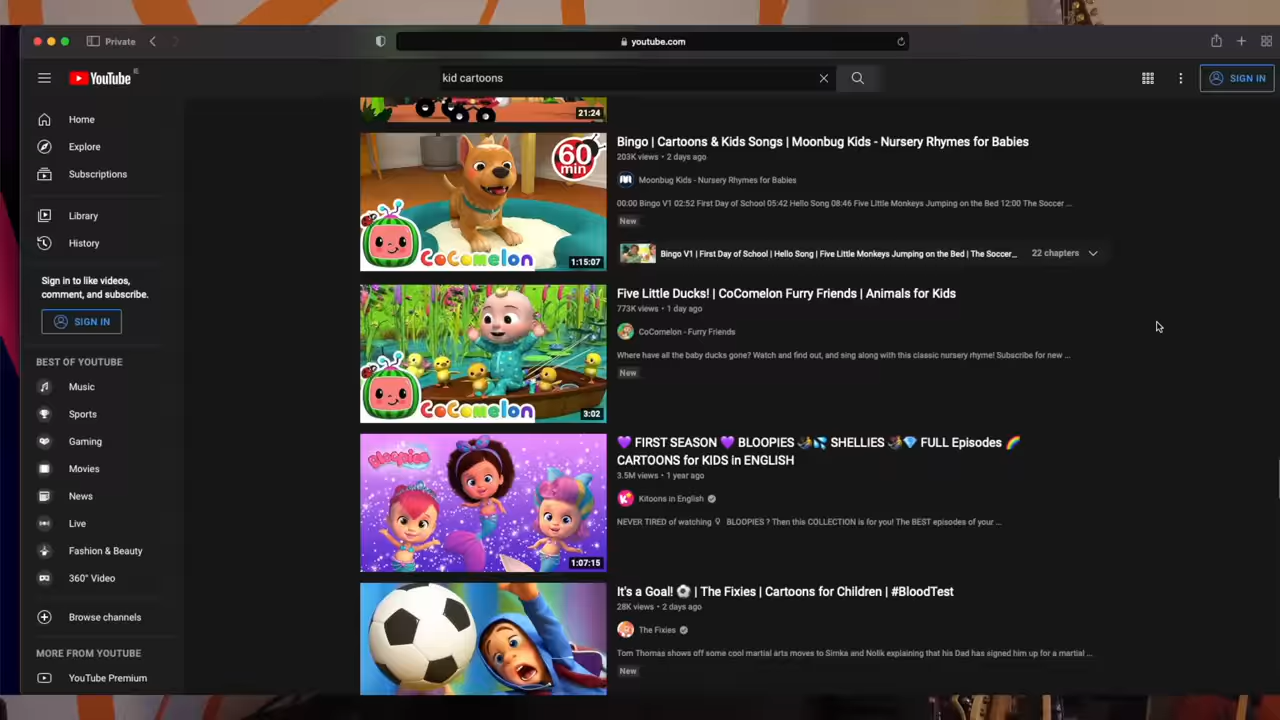 Private
youtube.com
YouTube
kid cartoons
SIGN IN
Home
Explore
Subscriptions
Library
History
Sign in to like videos,
comment, and subscribe.
SIGN IN
BEST OF YOUTUBE
Music
Sports
Gaming
Movies
News
Live
Fashion & Beauty
360° Video
Browse channels
MORE FROM YOUTUBE
YouTube Premium
21:24
60
min
CoComelon
1:15:07
Bingo | Cartoons & Kids Songs | Moonbug Kids - Nursery Rhymes for Babies
203K views • 2 days ago
Moonbug Kids - Nursery Rhymes for Babies
00:00 Bingo V1 02:52 First Day of School 05:42 Hello Song 08:46 Five Little Monkeys Jumping on the Bed 12:00 The Soccer ...
New
Bingo V1 | First Day of School | Hello Song | Five Little Monkeys Jumping on the Bed | The Soccer...
22 chapters
CoComelon
3:02
Five Little Ducks! | CoComelon Furry Friends | Animals for Kids
773K views • 1 day ago
CoComelon - Furry Friends
Where have all the baby ducks gone? Watch and find out, and sing along with this classic nursery rhyme! Subscribe for new ...
New
Bloopies
1:07:15
💜 FIRST SEASON 💜 BLOOPIES 🧜‍♀️💦 SHELLIES 🧜‍♀️💎 FULL Episodes 🌈
CARTOONS for KIDS in ENGLISH
3.5M views • 1 year ago
Kitoons in English
NEVER TIRED of watching ♀ BLOOPIES ? Then this COLLECTION is for you! The BEST episodes of your ...
It's a Goal! ⚽ | The Fixies | Cartoons for Children | #BloodTest
28K views • 2 days ago
The Fixies
Tom Thomas shows off some cool martial arts moves to Simka and Nolik explaining that his Dad has signed him up for a martial ...
New